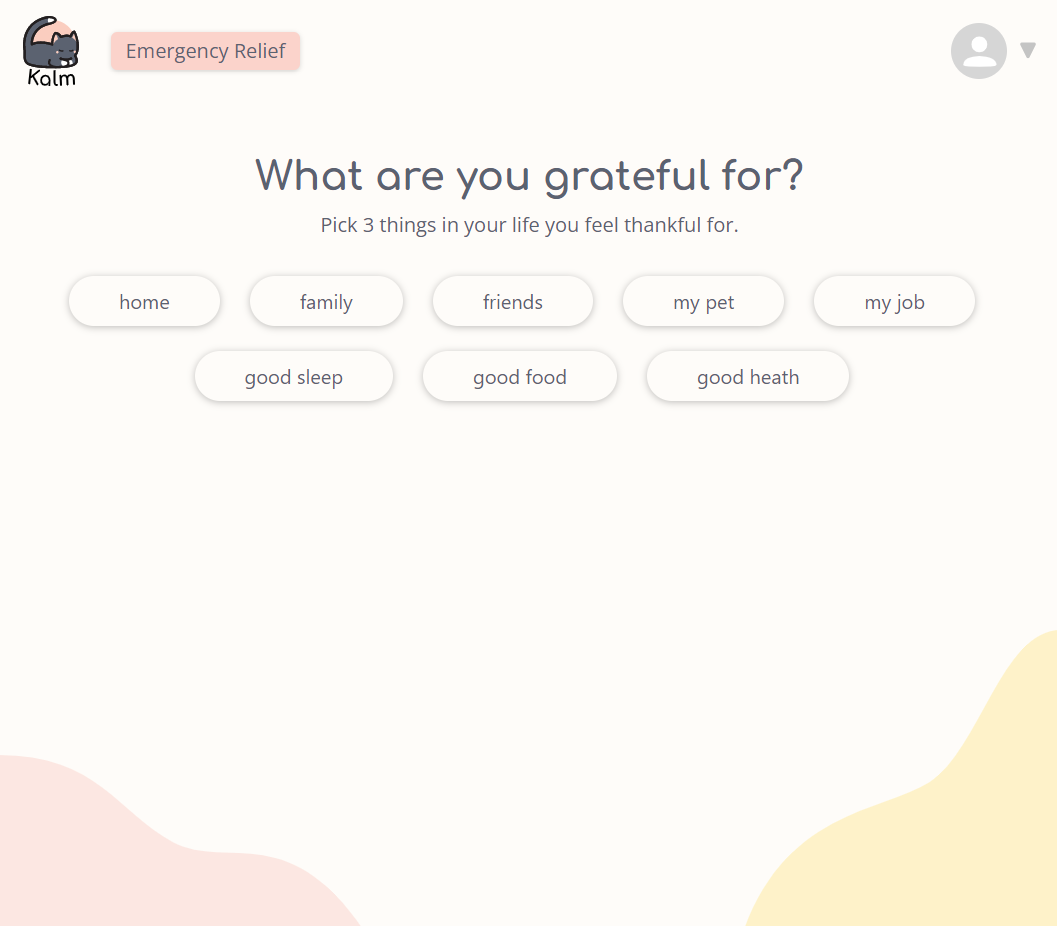 Kalm
Emergency Relief
What are you grateful for?
Pick 3 things in your life you feel thankful for.
home family friends my pet my job
good sleep good food good heath